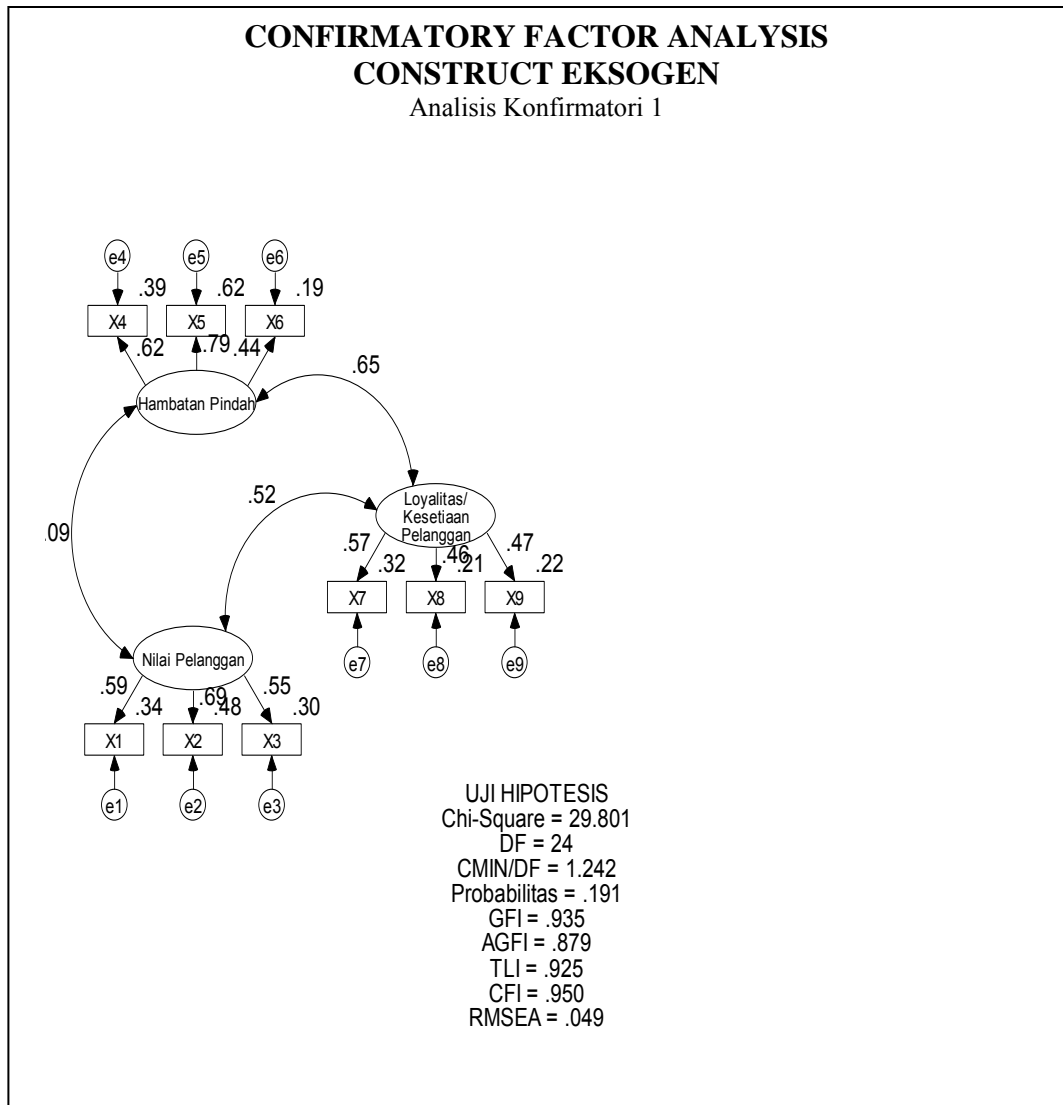 CONFIRMATORY FACTOR ANALYSIS
CONSTRUCT EKSOGEN
Analisis Konfirmatori 1
e4 e5 e6
.39 .62 .19
X4 X5 X6
.62 .79 .44
.65
Hambatan Pindah
.52
Loyalitas/
Kesetiaan
Pelanggan
.09
.57 .46 .47
.32 .21 .22
X7 X8 X9
e7 e8 e9
Nilai Pelanggan
.59 .69 .55
.34 .48 .30
X1 X2 X3
e1 e2 e3
UJI HIPOTESIS
Chi-Square = 29.801
DF = 24
CMIN/DF = 1.242
Probabilitas = .191
GFI = .935
AGFI = .879
TLI = .925
CFI = .950
RMSEA = .049